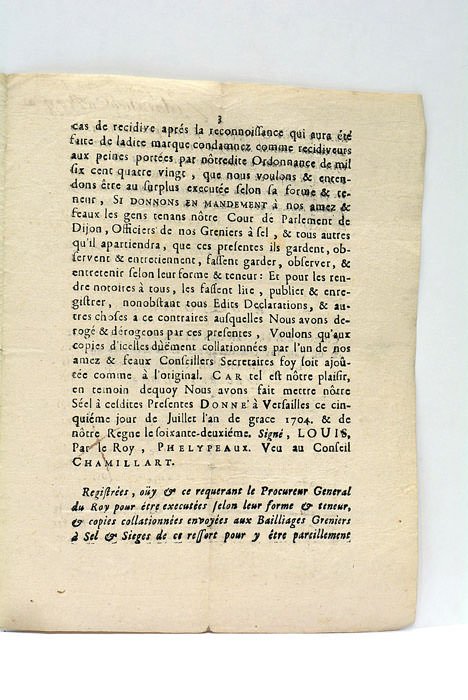 3
cas de recidive aprés la reconnoissance qui aura été
faite de ladite marque condamnez comme recidiveurs
aux peines portées par nôtredite Ordonnance de mil
six cent quatre vingt, que nous voulons & enten-
dons être au surplus executée selon sa forme & te-
neur, SI DONNONS EN MANDEMENT à nos amez &
feaux les gens tenans nôtre Cour de Parlement de
Dijon, Officiers de nos Greniers à sel, & tous autres
qu'il apartiendra, que ces presentes ils gardent, ob-
servent & entretiennent, fassent garder, observer, &
entretenir selon leur forme & teneur: Et pour les ren-
dre notoires à tous, les fassent lire, publier & enre-
gistrer, nonobstant tous Edits Declarations, & au-
tres choses a ce contraires ausquelles Nous avons de-
rogé & dérogeons par ces presentes, Voulons qu'aux
copies d'icelles dûëment collationnées par l'un de nos
amez & feaux Conseillers Secretaires foy soit ajoû-
tée comme à l'original. CAR tel est nôtre plaisir,
en temoin dequoy Nous avons fait mettre nôtre
Séel à cesdites Presentes DONNE' à Versailles ce cin-
quiéme jour de Juillet l'an de grace 1704. & de
nôtre Regne le soixante-deuxiéme. Signé, LOUIS,
Par le Roy, PHELYPEAUX. Veu au Conseil
CHAMILLART.
Registrées, oüy & ce requerant le Procureur General
du Roy pour être executées selon leur forme & teneur,
& copies collationnées envoyées aux Bailliages Greniers
à Sel & Sieges de ce ressort pour y être pareillement